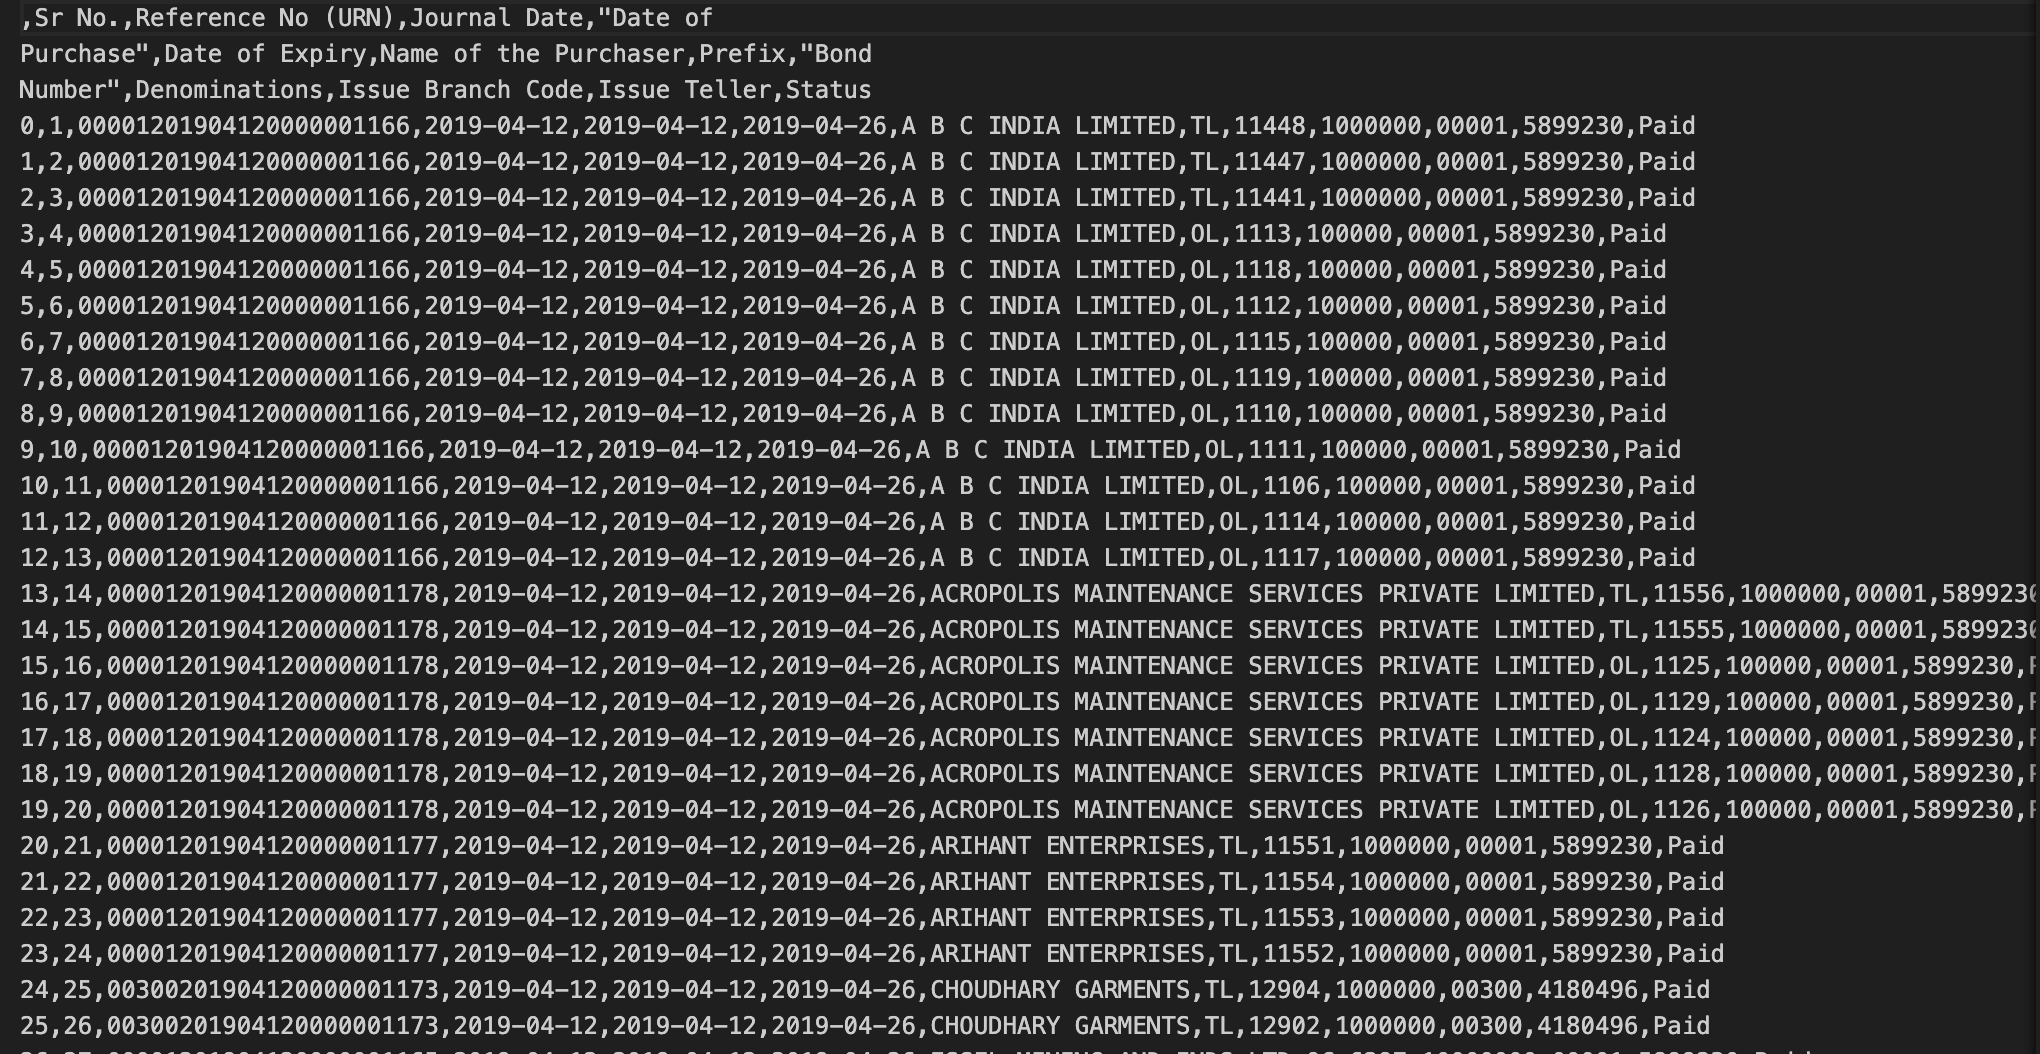 ,Sr No.,Reference No (URN),Journal Date,"Date of
Purchase",Date of Expiry,Name of the Purchaser,Prefix,"Bond
Number",Denominations,Issue Branch Code,Issue Teller,Status
0,1,00001201904120000001166,2019-04-12,2019-04-12,2019-04-26,A B C INDIA LIMITED,TL,11448,1000000,00001,5899230,Paid
1,2,00001201904120000001166,2019-04-12,2019-04-12,2019-04-26,A B C INDIA LIMITED,TL,11447,1000000,00001,5899230,Paid
2,3,00001201904120000001166,2019-04-12,2019-04-12,2019-04-26,A B C INDIA LIMITED,TL,11441,1000000,00001,5899230,Paid
3,4,00001201904120000001166,2019-04-12,2019-04-12,2019-04-26,A B C INDIA LIMITED,OL,1113,100000,00001,5899230,Paid
4,5,00001201904120000001166,2019-04-12,2019-04-12,2019-04-26,A B C INDIA LIMITED,OL,1118,100000,00001,5899230,Paid
5,6,00001201904120000001166,2019-04-12,2019-04-12,2019-04-26,A B C INDIA LIMITED,OL,1112,100000,00001,5899230,Paid
6,7,00001201904120000001166,2019-04-12,2019-04-12,2019-04-26,A B C INDIA LIMITED,OL,1115,100000,00001,5899230,Paid
7,8,00001201904120000001166,2019-04-12,2019-04-12,2019-04-26,A B C INDIA LIMITED,OL,1119,100000,00001,5899230,Paid
8,9,00001201904120000001166,2019-04-12,2019-04-12,2019-04-26,A B C INDIA LIMITED,OL,1110,100000,00001,5899230,Paid
9,10,00001201904120000001166,2019-04-12,2019-04-12,2019-04-26,A B C INDIA LIMITED,OL,1111,100000,00001,5899230,Paid
10,11,00001201904120000001166,2019-04-12,2019-04-12,2019-04-26,A B C INDIA LIMITED,OL,1106,100000,00001,5899230,Paid
11,12,00001201904120000001166,2019-04-12,2019-04-12,2019-04-26,A B C INDIA LIMITED,OL,1114,100000,00001,5899230,Paid
12,13,00001201904120000001166,2019-04-12,2019-04-12,2019-04-26,A B C INDIA LIMITED,OL,1117,100000,00001,5899230,Paid
13,14,00001201904120000001178,2019-04-12,2019-04-12,2019-04-26,ACROPOLIS MAINTENANCE SERVICES PRIVATE LIMITED,TL,11556,1000000,00001,5899230
14,15,00001201904120000001178,2019-04-12,2019-04-12,2019-04-26,ACROPOLIS MAINTENANCE SERVICES PRIVATE LIMITED,TL,11555,1000000,00001,5899230
15,16,00001201904120000001178,2019-04-12,2019-04-12,2019-04-26,ACROPOLIS MAINTENANCE SERVICES PRIVATE LIMITED,OL,1125,100000,00001,5899230,
16,17,00001201904120000001178,2019-04-12,2019-04-12,2019-04-26,ACROPOLIS MAINTENANCE SERVICES PRIVATE LIMITED,OL,1129,100000,00001,5899230,
17,18,00001201904120000001178,2019-04-12,2019-04-12,2019-04-26,ACROPOLIS MAINTENANCE SERVICES PRIVATE LIMITED,OL,1124,100000,00001,5899230,
18,19,00001201904120000001178,2019-04-12,2019-04-12,2019-04-26,ACROPOLIS MAINTENANCE SERVICES PRIVATE LIMITED,OL,1128,100000,00001,5899230,
19,20,00001201904120000001178,2019-04-12,2019-04-12,2019-04-26,ACROPOLIS MAINTENANCE SERVICES PRIVATE LIMITED,OL,1126,100000,00001,5899230,
20,21,00001201904120000001177,2019-04-12,2019-04-12,2019-04-26,ARIHANT ENTERPRISES,TL,11551,1000000,00001,5899230,Paid
21,22,00001201904120000001177,2019-04-12,2019-04-12,2019-04-26,ARIHANT ENTERPRISES,TL,11554,1000000,00001,5899230,Paid
22,23,00001201904120000001177,2019-04-12,2019-04-12,2019-04-26,ARIHANT ENTERPRISES,TL,11553,1000000,00001,5899230,Paid
23,24,00001201904120000001177,2019-04-12,2019-04-12,2019-04-26,ARIHANT ENTERPRISES,TL,11552,1000000,00001,5899230,Paid
24,25,00300201904120000001173,2019-04-12,2019-04-12,2019-04-26,CHOUDHARY GARMENTS,TL,12904,1000000,00300,4180496,Paid
25,26,00300201904120000001173,2019-04-12,2019-04-12,2019-04-26,CHOUDHARY GARMENTS,TL,12902,1000000,00300,4180496,Paid